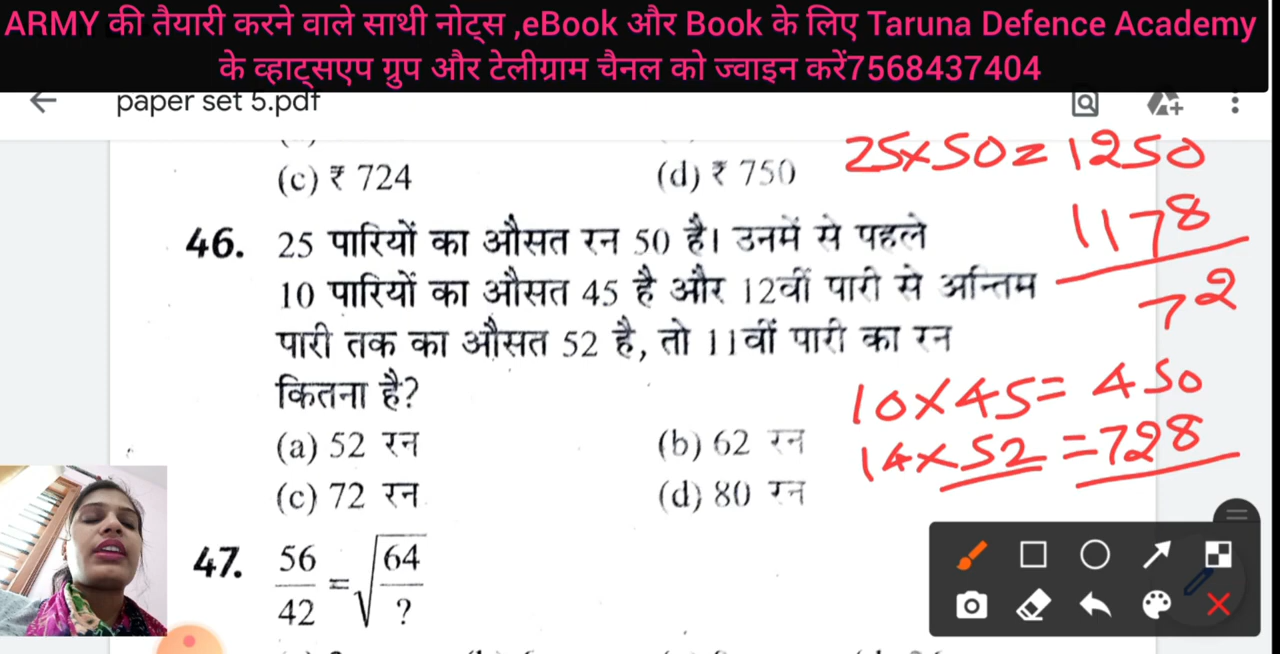 ARMY की तैयारी करने वाले साथी नोट्स ,eBook और Book के लिए Taruna Defence Academy
के व्हाट्सएप ग्रुप और टेलीग्राम चैनल को ज्वाइन करें7568437404
paper set 5.pdf
(c) ₹ 724 (d) ₹ 750
25×50=1250
1178
72
46. 25 पारियों का औसत रन 50 है। उनमें से पहले
10 पारियों का औसत 45 है और 12वीं पारी से अन्तिम
पारी तक का औसत 52 है, तो 11वीं पारी का रन
कितना है?
10×45=450
14×52=728
(a) 52 रन (b) 62 रन
(c) 72 रन (d) 80 रन
47. 56/42 = √64/?